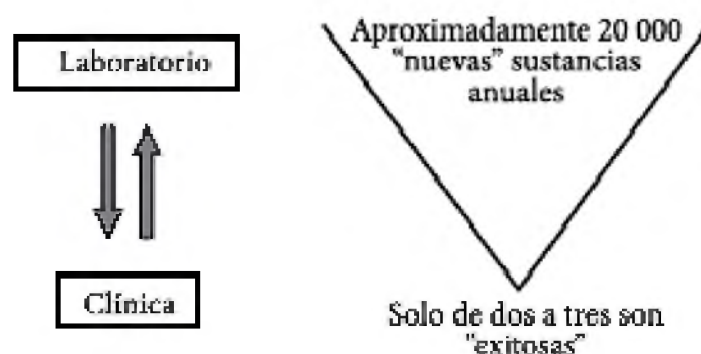 Laboratorio
Clínica
Aproximadamente 20 000
"nuevas" sustancias
anuales
Solo de dos a tres son
"exitosas"